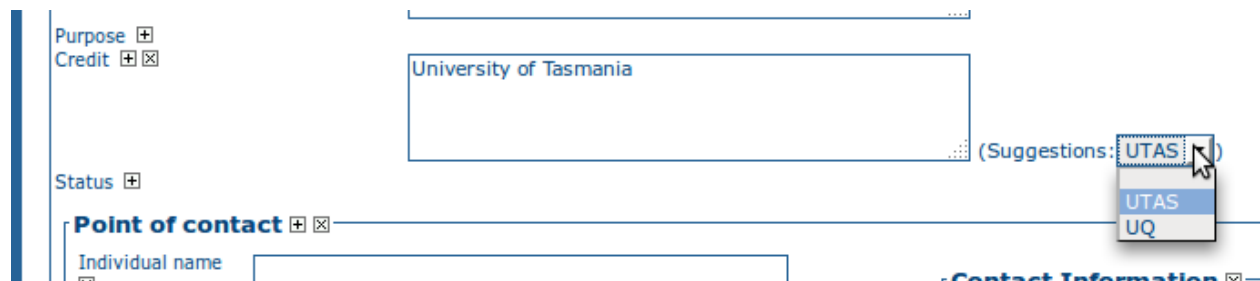 Purpose
Credit
University of Tasmania
(Suggestions: UTAS )
UTAS
UQ
Status
Point of contact
Individual name
Contact Information